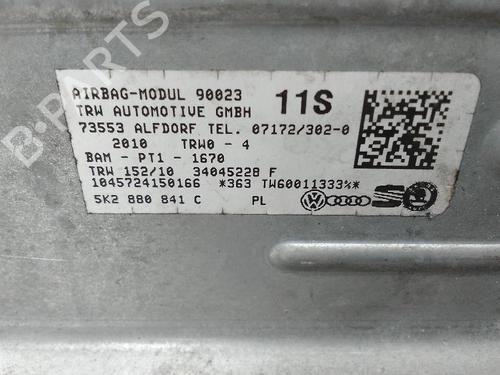 B-PARTS
AIRBAG-MODUL 90023 11S
TRW AUTOMOTIVE GMBH
73553 ALFDORF TEL. 07172/302-0
2010 TRW0 - 4
BAM - PT1 - 1670
TRW 152/10 34045228 F
1045724150166 *363 TW60011333%*
5K2 880 841 C PL